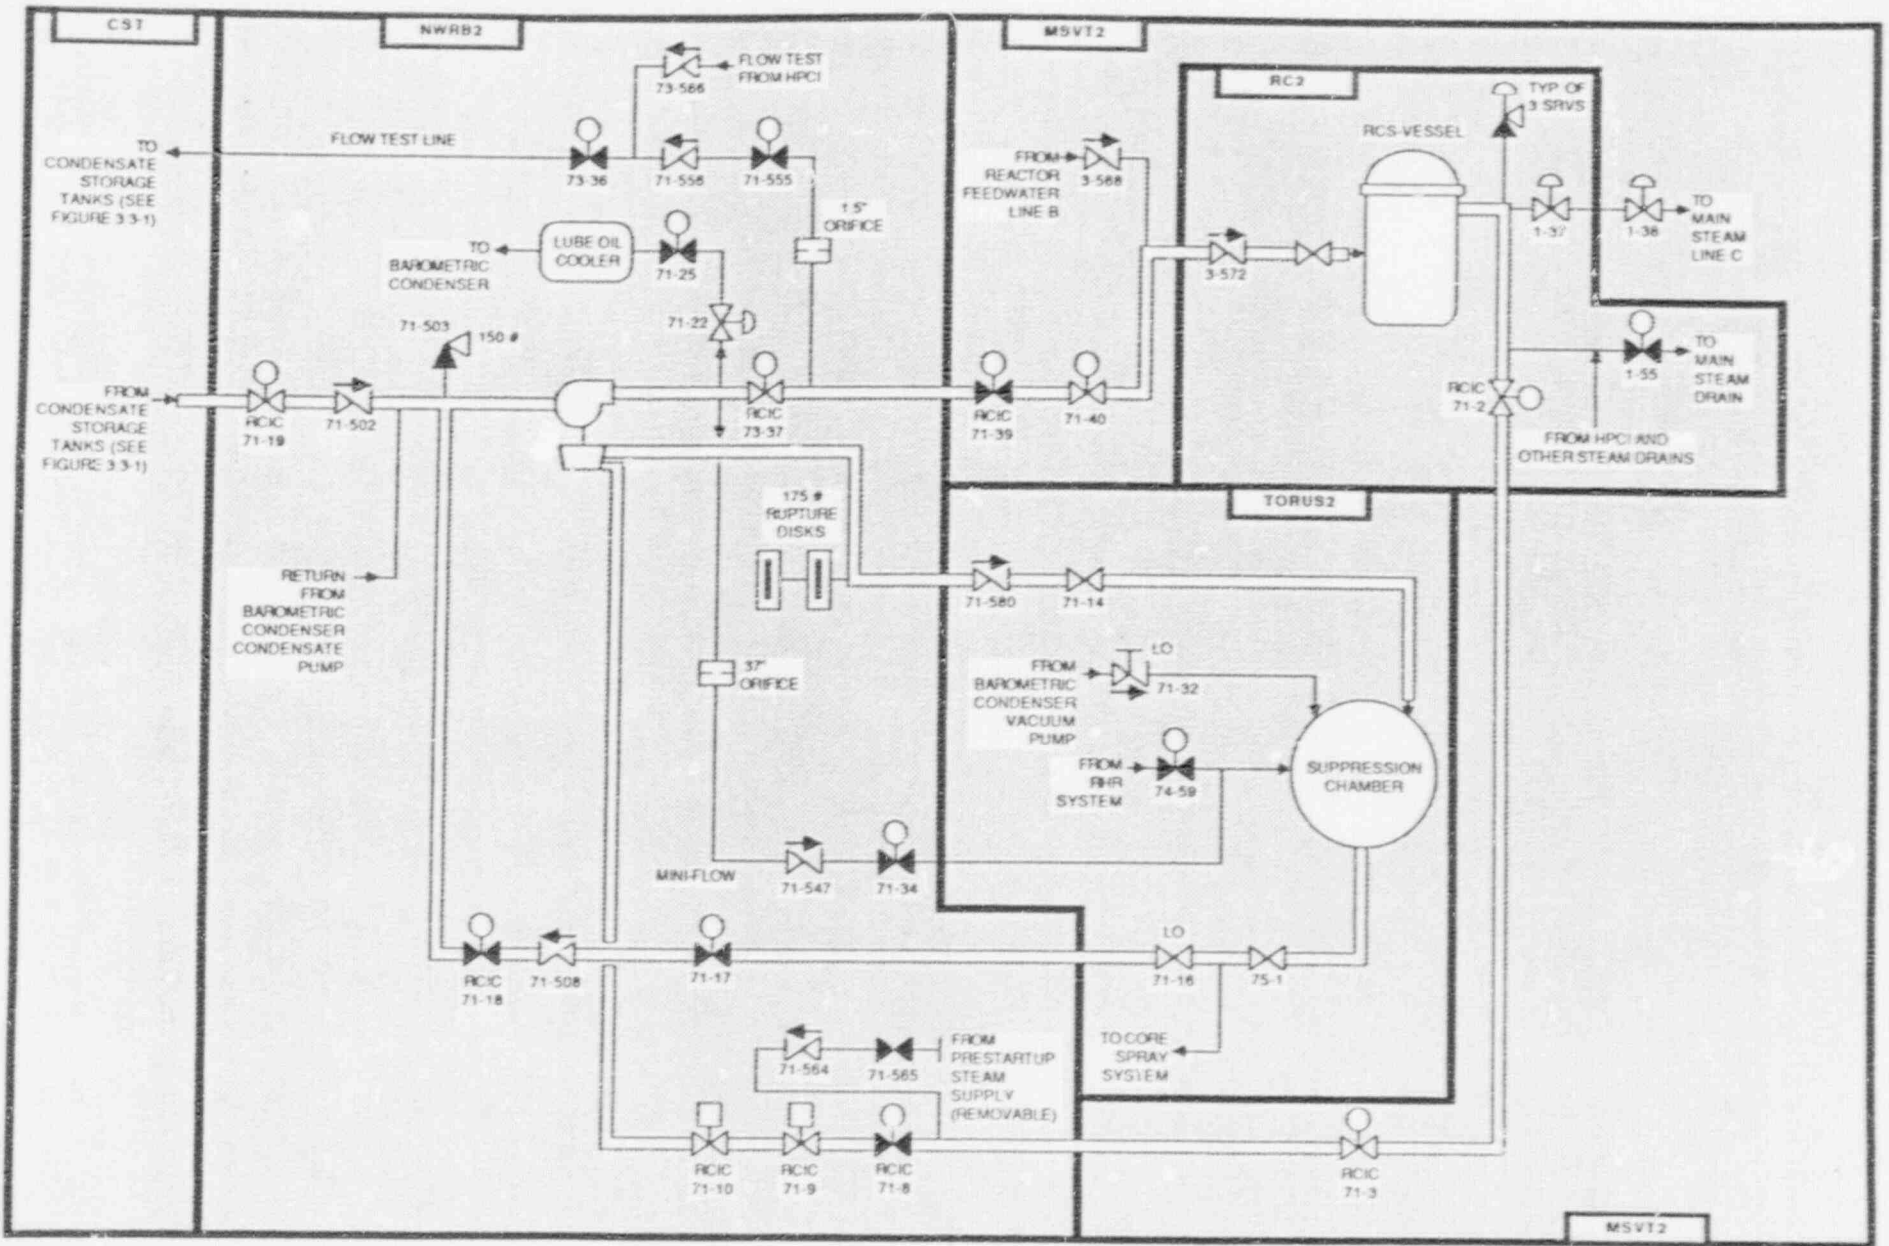 CST
NWRB2
MSVT2
RC2
FLOW TEST
FROM HPCI
73-566
TYP OF
3 SRVS
RCS-VESSEL
FLOW TEST LINE
TO
CONDENSATE
STORAGE
TANKS (SEE
FIGURE 3.3-1)
73-36
71-556
71-555
FROM
REACTOR
FEEDWATER
LINE B
3-568
1.5"
ORIFICE
TO
BAROMETRIC
CONDENSER
LUBE OIL
COOLER
71-25
3-572
1-37
1-38
TO
MAIN
STEAM
LINE C
71-503
150 #
71-22
1-55
TO
MAIN
STEAM
DRAIN
FROM
CONDENSATE
STORAGE
TANKS (SEE
FIGURE 3.3-1)
RCIC
71-19
71-502
RCIC
73-37
RCIC
71-39
71-40
RCIC
71-2
FROM HPCI AND
OTHER STEAM DRAINS
TORUS2
175 #
RUPTURE
DISKS
RETURN
FROM
BAROMETRIC
CONDENSER
CONDENSATE
PUMP
71-580
71-14
.37"
ORIFICE
LO
FROM
BAROMETRIC
CONDENSER
VACUUM
PUMP
71-32
FROM
RHR
SYSTEM
74-59
SUPPRESSION
CHAMBER
MINI-FLOW
71-547
71-34
RCIC
71-18
71-508
71-17
LO
71-16
75-1
TO CORE
SPRAY
SYSTEM
71-564
71-565
FROM
PRESTARTUP
STEAM
SUPPLY
(REMOVABLE)
RCIC
71-10
RCIC
71-9
RCIC
71-8
RCIC
71-3
MSVT2